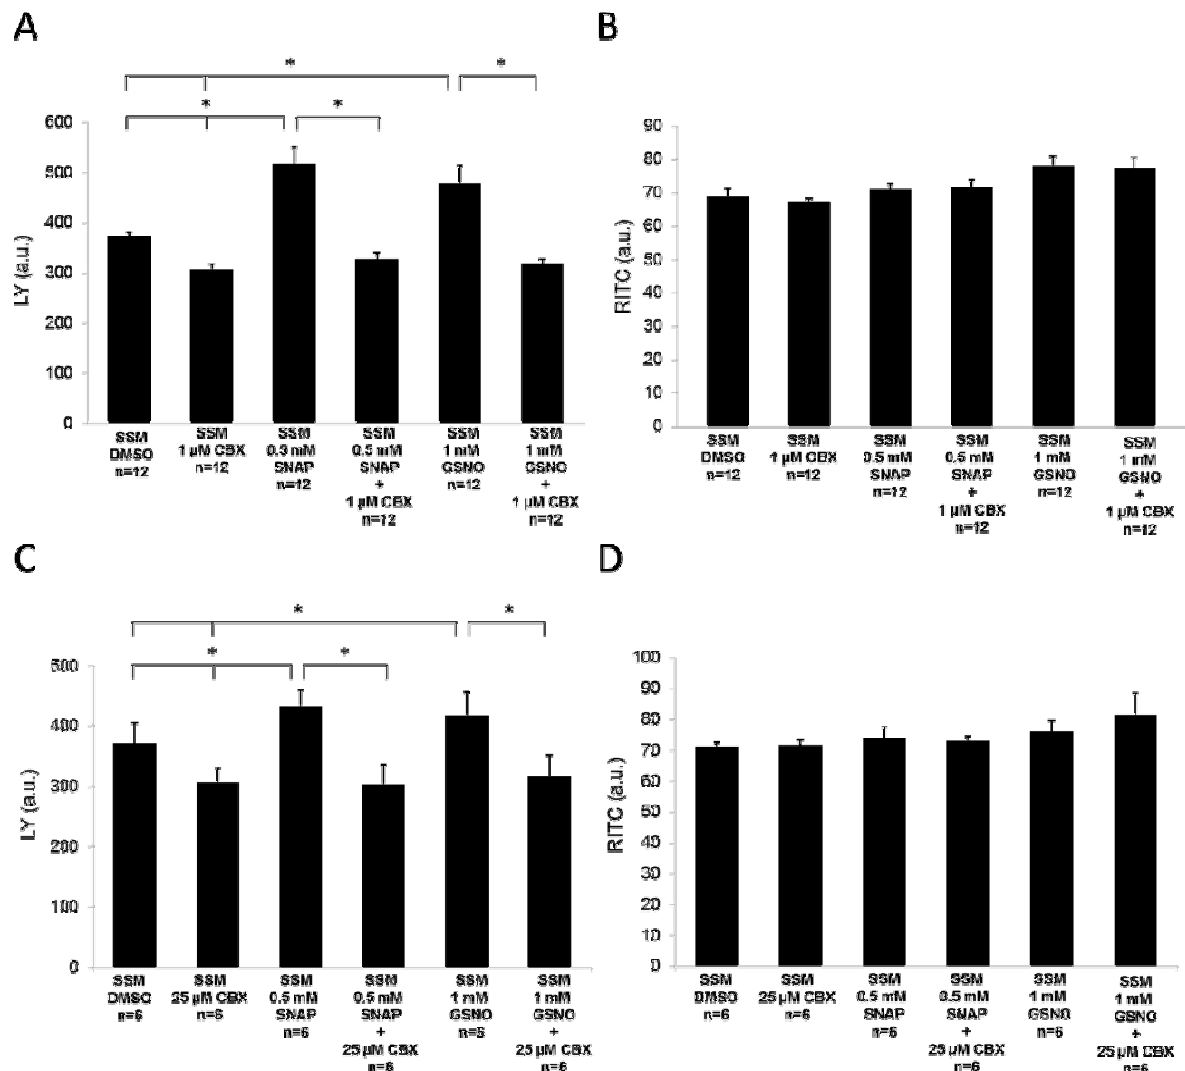 A
*
*
*
*
LY (a.u.)
600
500
400
300
200
100
0
SSM
DMSO
n=12
SSM
1 µM CBX
n=12
SSM
0.3 mM
SNAP
n=12
SSM
0.5 mM
SNAP
+
1 µM CBX
n=12
SSM
1 mM
GSNO
n=12
SSM
1 mM
GSNO
+
1 µM CBX
n=12
B
RITC (a.u.)
90
80
70
60
50
40
30
20
10
0
SSM
DMSO
n=12
SSM
1 µM CBX
n=12
SSM
0.5 mM
SNAP
n=12
SSM
0.5 mM
SNAP
+
1 µM CBX
n=12
SSM
1 mM
GSNO
n=12
SSM
1 mM
GSNO
+
1 µM CBX
n=12
C
*
*
*
*
LY (a.u.)
500
400
300
200
100
0
SSM
DMSO
n=6
SSM
25 µM CBX
n=6
SSM
0.5 mM
SNAP
n=6
SSM
0.5 mM
SNAP
+
25 µM CBX
n=6
SSM
1 mM
GSNO
SSM
1 mM
GSNO
+
25 µM CBX
n=6
D
RITC (a.u.)
100
90
80
70
60
50
40
30
20
10
0
SSM
DMSO
n=6
SSM
25 µM CBX
n=6
SSM
0.5 mM
SNAP
n=6
SSM
0.5 mM
SNAP
+
25 µM CBX
n=6
SSM
1 mM
GSNO
n=6
SSM
1 mM
GSNO
+
25 µM CBX
n=6